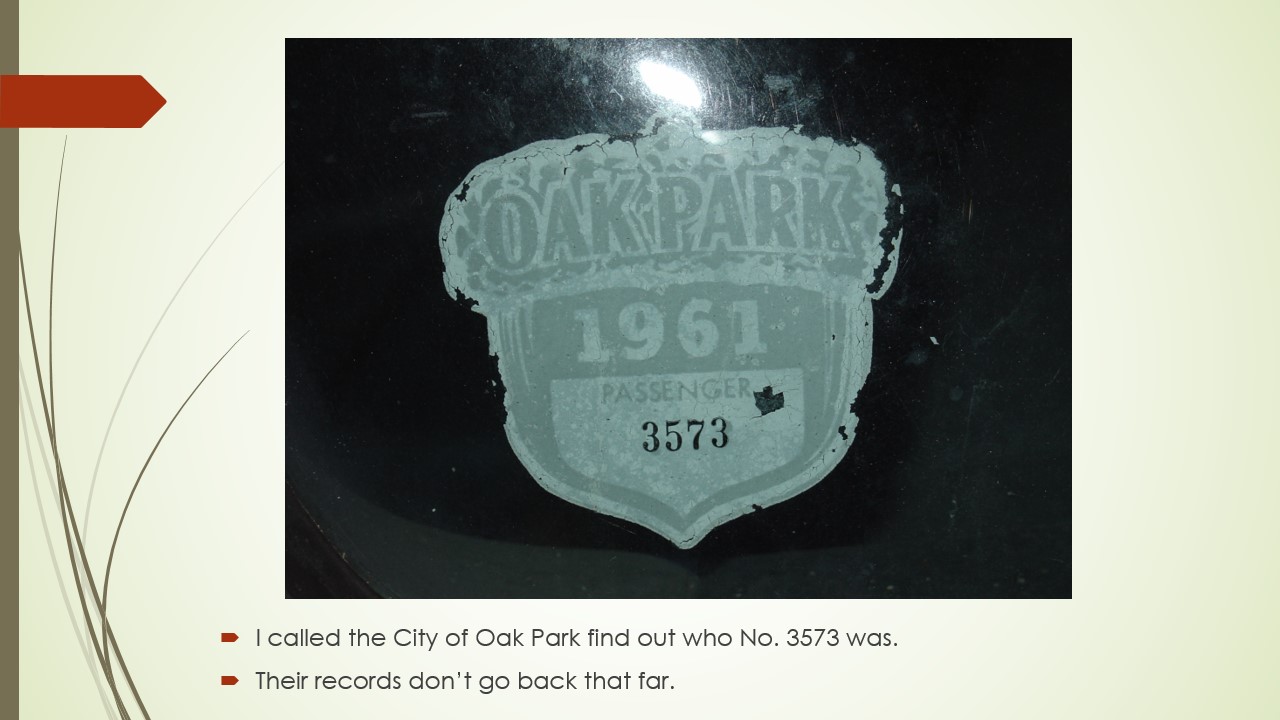 OAK PARK
1961
PASSENGER
3573
I called the City of Oak Park find out who No. 3573 was.
Their records don’t go back that far.